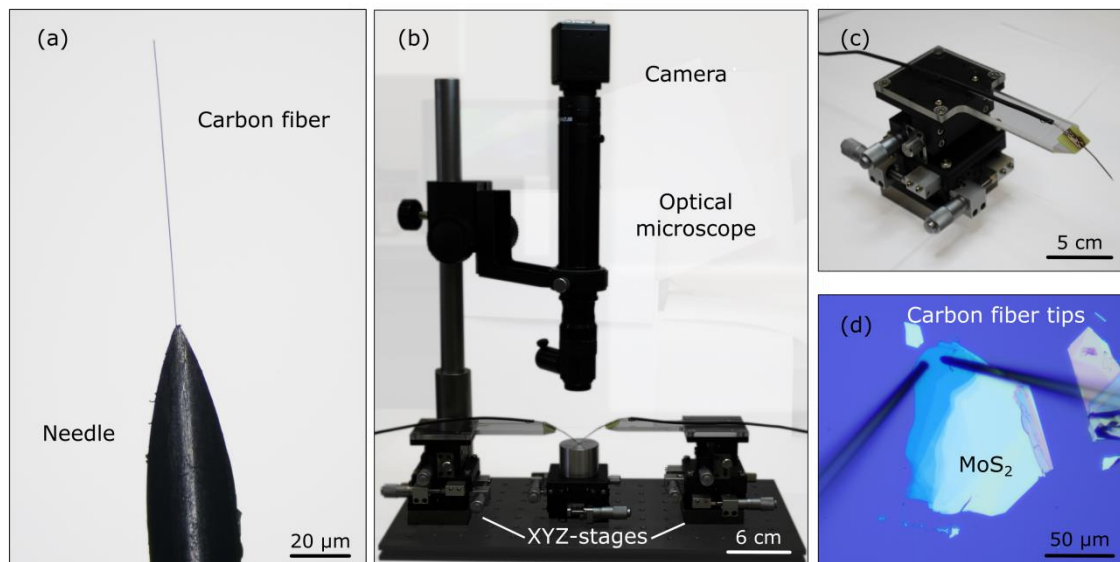 (a)
Carbon fiber
Needle
20 µm
(b)
Camera
Optical
microscope
XYZ-stages
6 cm
(c)
5 cm
(d)
Carbon fiber tips
MoS₂
50 µm